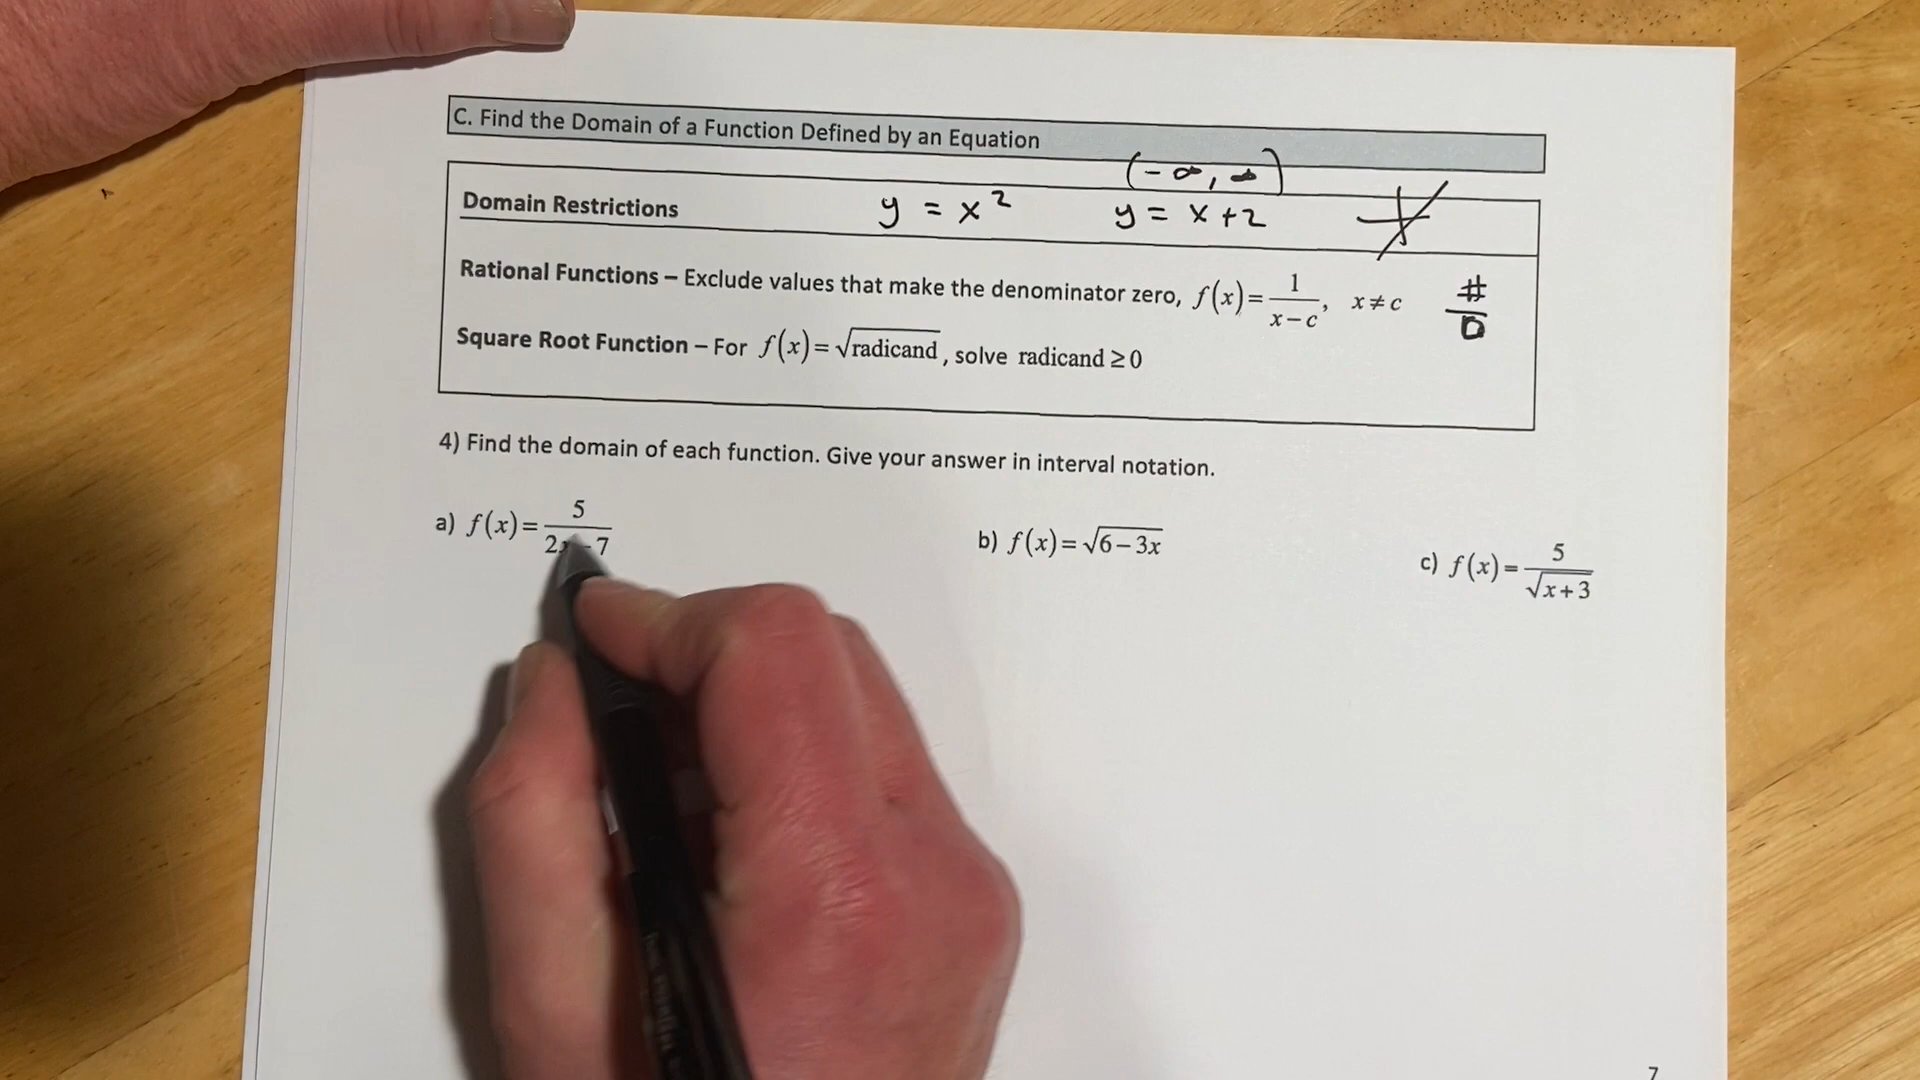 C. Find the Domain of a Function Defined by an Equation
(-∞, ∞)
Domain Restrictions y = x² y = x+2
Rational Functions – Exclude values that make the denominator zero, f(x) = 1/(x−c), x≠c #/0
Square Root Function – For f(x) = √radicand, solve radicand ≥ 0
4) Find the domain of each function. Give your answer in interval notation.
a) f(x) = 5/(2x−7) b) f(x) = √(6−3x) c) f(x) = 5/√(x+3)
7